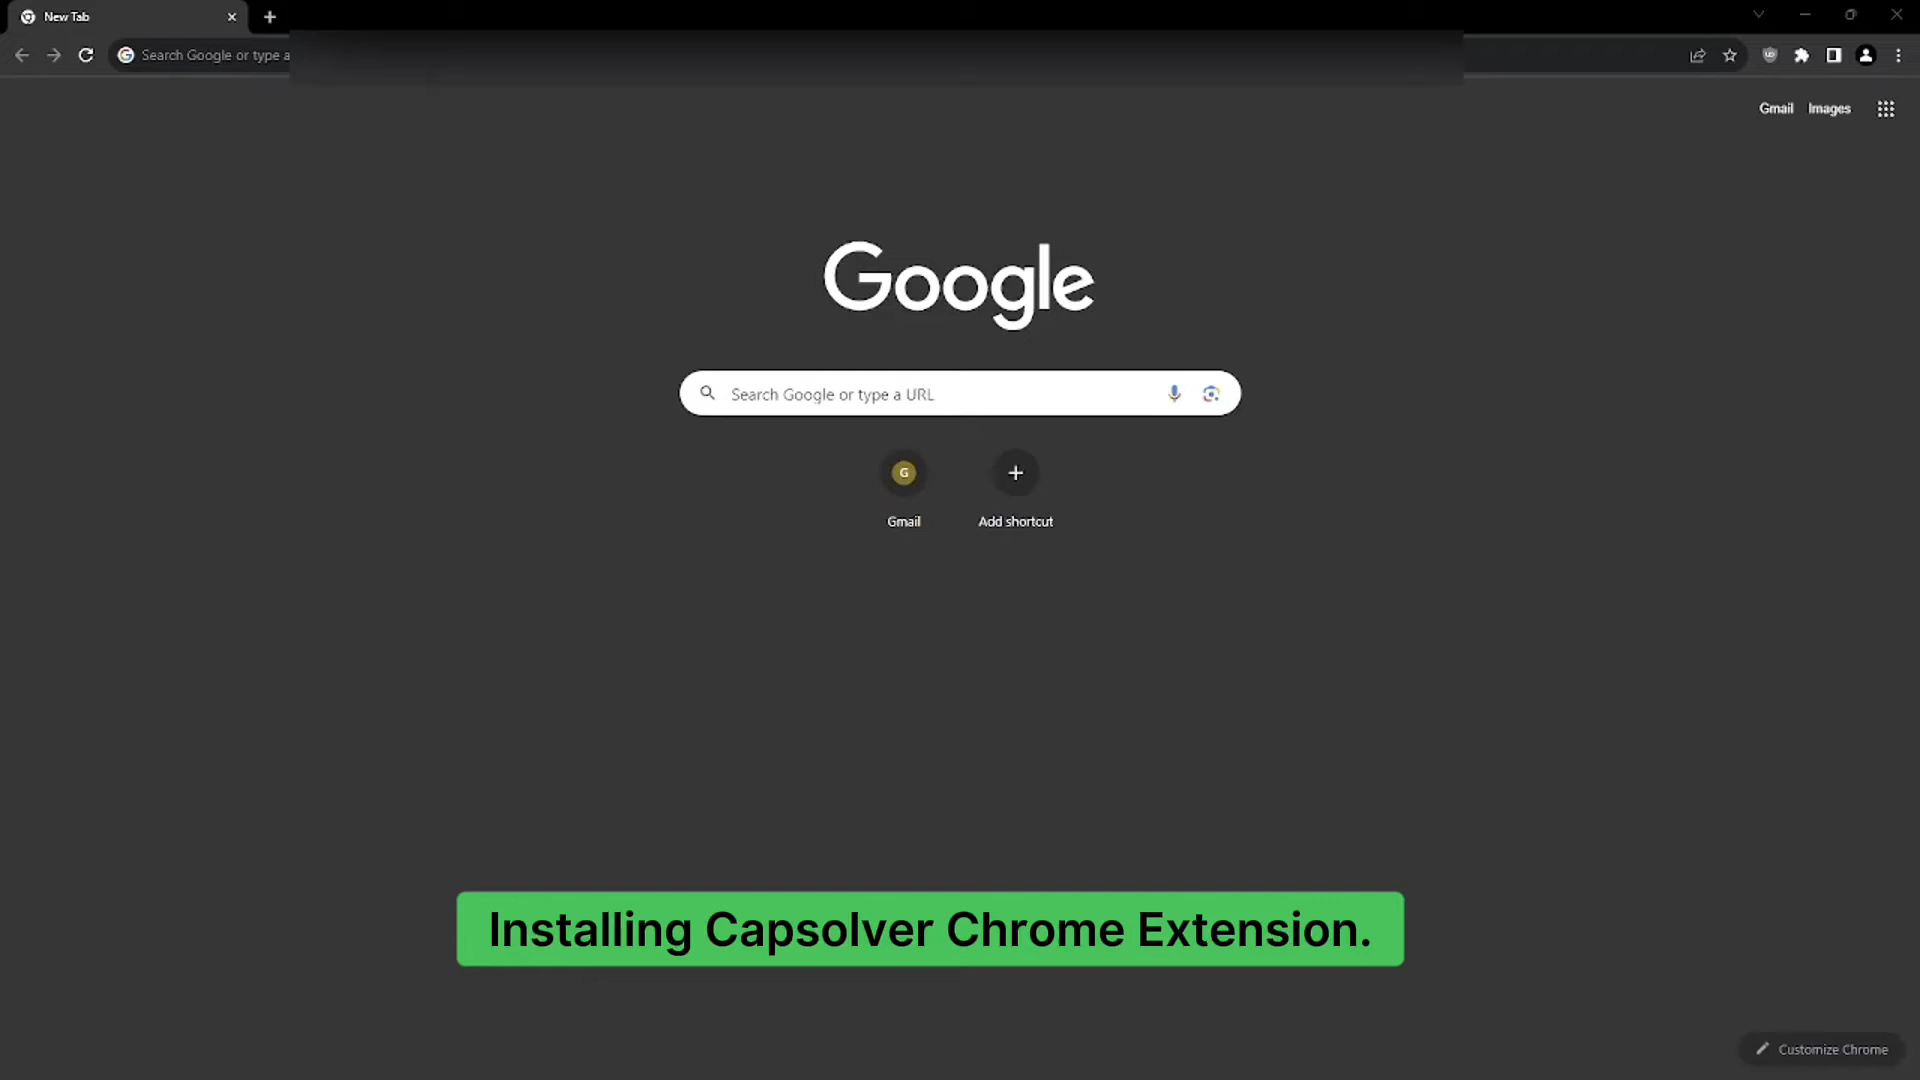 New Tab
Search Google or type a
Gmail Images
Google
Search Google or type a URL
G
Gmail
Add shortcut
Installing Capsolver Chrome Extension.
Customize Chrome